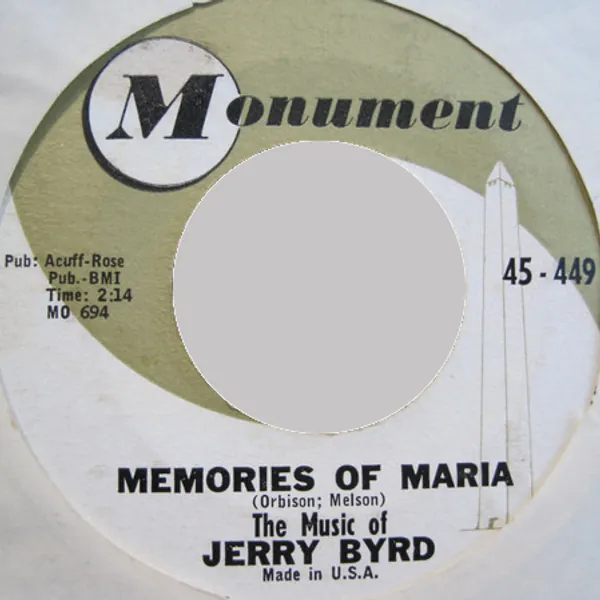 Monument
Pub: Acuff-Rose
Pub.-BMI
Time: 2:14
MO 694
45 - 449
MEMORIES OF MARIA
(Orbison; Melson)
The Music of
JERRY BYRD
Made in U.S.A.